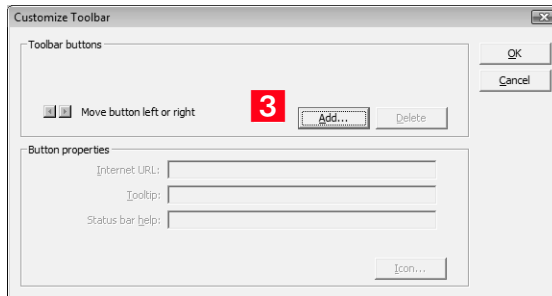 Customize Toolbar
Toolbar buttons
OK
Cancel
Move button left or right
3
Add...
Delete
Button properties
Internet URL:
Tooltip:
Status bar help:
Icon...